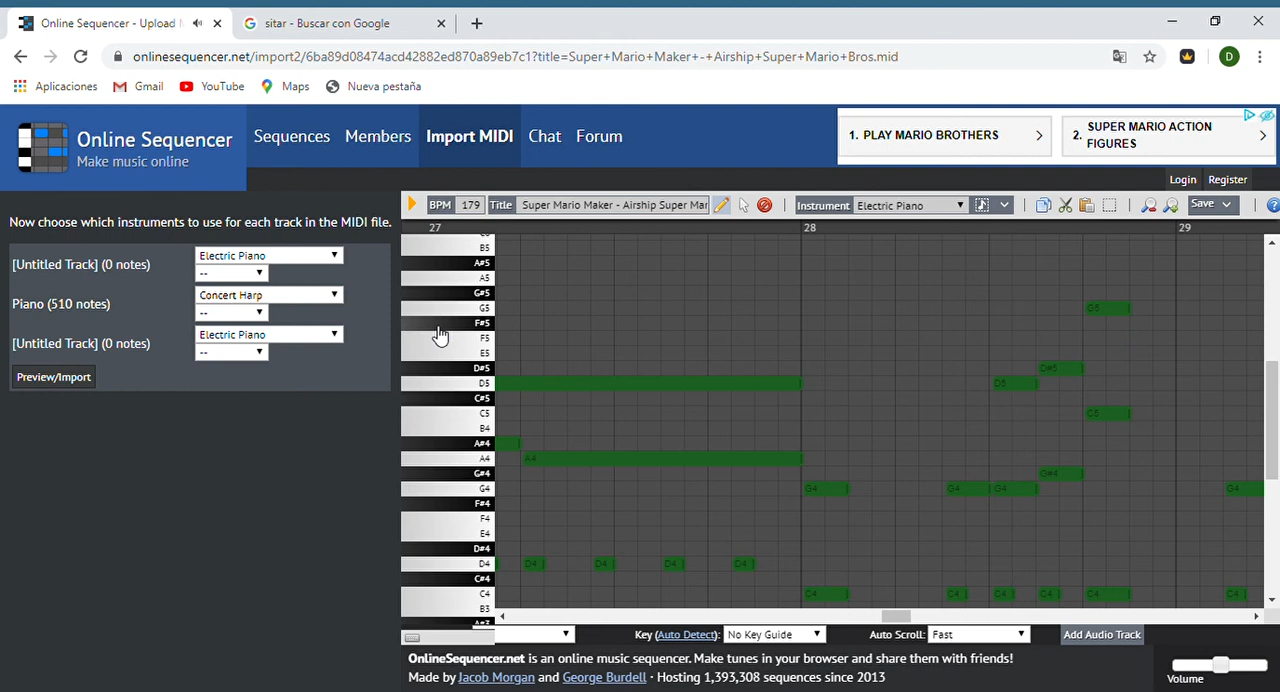 Online Sequencer - Upload
sitar - Buscar con Google
onlinesequencer.net/import2/6ba89d08474acd42882ed870a89eb7c1?title=Super+Mario+Maker+-+Airship+Super+Mario+Bros.mid
D
Aplicaciones Gmail YouTube Maps Nueva pestaña
Online Sequencer
Make music online
Sequences Members Import MIDI Chat Forum
1. PLAY MARIO BROTHERS
2. SUPER MARIO ACTION
FIGURES
Login Register
Now choose which instruments to use for each track in the MIDI file.
[Untitled Track] (0 notes)
Electric Piano
--
Piano (510 notes)
Concert Harp
--
[Untitled Track] (0 notes)
Electric Piano
--
Preview/Import
BPM 179 Title Super Mario Maker - Airship Super Mar Instrument Electric Piano Save ?
27 28 29
B5
A#5
A5
G#5
G5 G5
F#5
F5
E5
D#5 D#5
D5 D5
C#5
C5 C5
B4
A#4
A4 A4
G#4 G#4
G4 G4 G4 G4 G4
F#4
F4
E4
D#4
D4 D4 D4 D4 D4
C#4
C4 C4 C4 C4 C4 C4 C4
B3
A#3
Key (Auto Detect): No Key Guide Auto Scroll: Fast Add Audio Track
OnlineSequencer.net is an online music sequencer. Make tunes in your browser and share them with friends!
Made by Jacob Morgan and George Burdell · Hosting 1,393,308 sequences since 2013
Volume